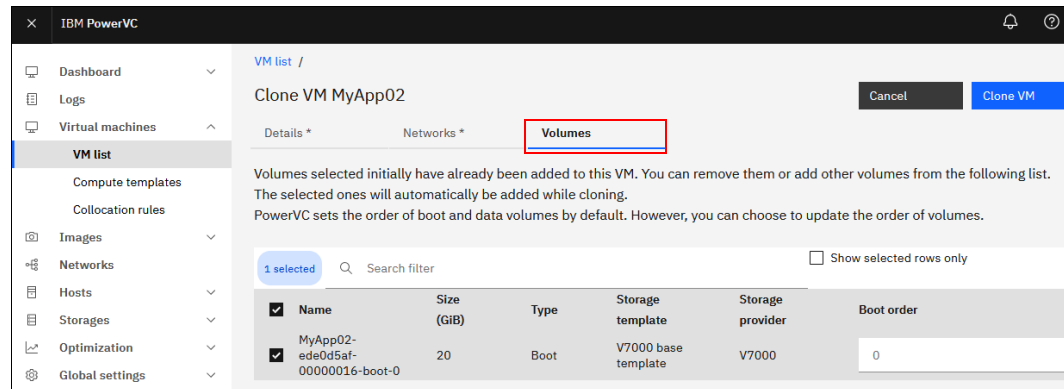 IBM PowerVC
Dashboard
Logs
Virtual machines
VM list
Compute templates
Collocation rules
Images
Networks
Hosts
Storages
Optimization
Global settings
VM list /
Clone VM MyApp02
Cancel
Clone VM
Details *
Networks *
Volumes
Volumes selected initially have already been added to this VM. You can remove them or add other volumes from the following list.
The selected ones will automatically be added while cloning.
PowerVC sets the order of boot and data volumes by default. However, you can choose to update the order of volumes.
1 selected
Search filter
Show selected rows only
Name
Size
(GiB)
Type
Storage
template
Storage
provider
Boot order
MyApp02-
ede0d5af-
00000016-boot-0
20
Boot
V7000 base
template
V7000
0